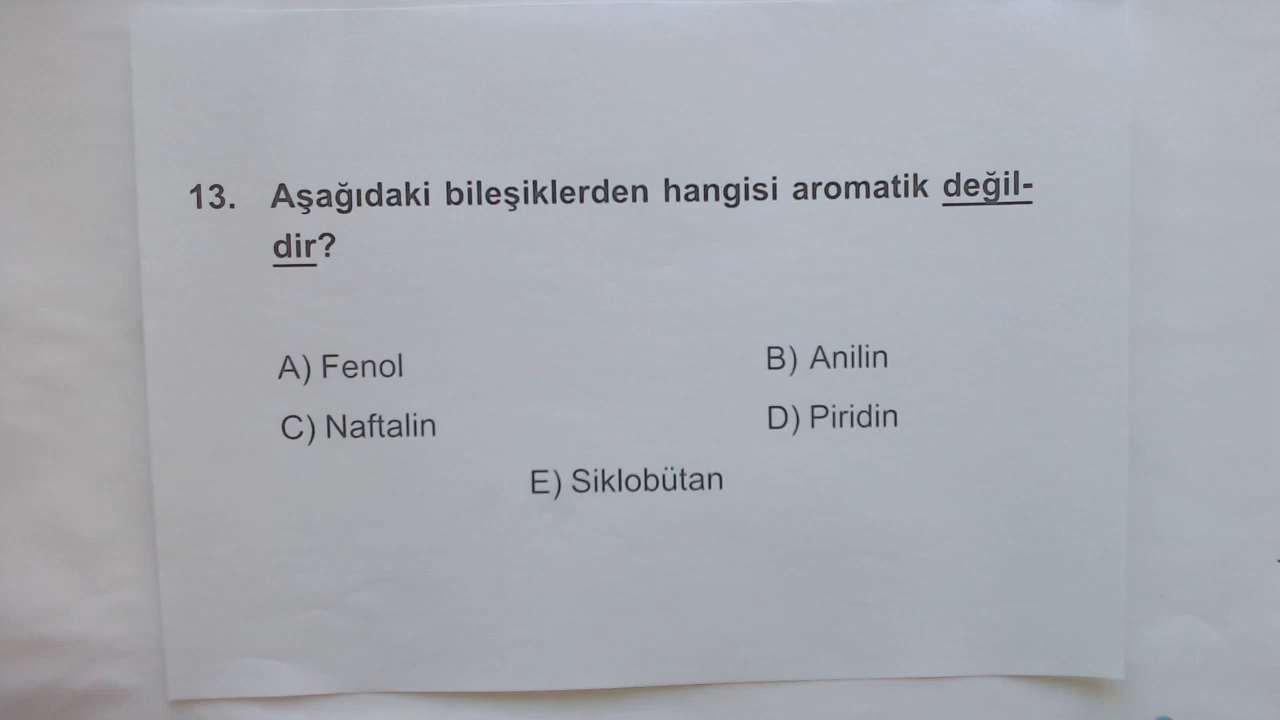 13. Aşağıdaki bileşiklerden hangisi aromatik değil-
dir?
A) Fenol B) Anilin
C) Naftalin D) Piridin
E) Siklobütan